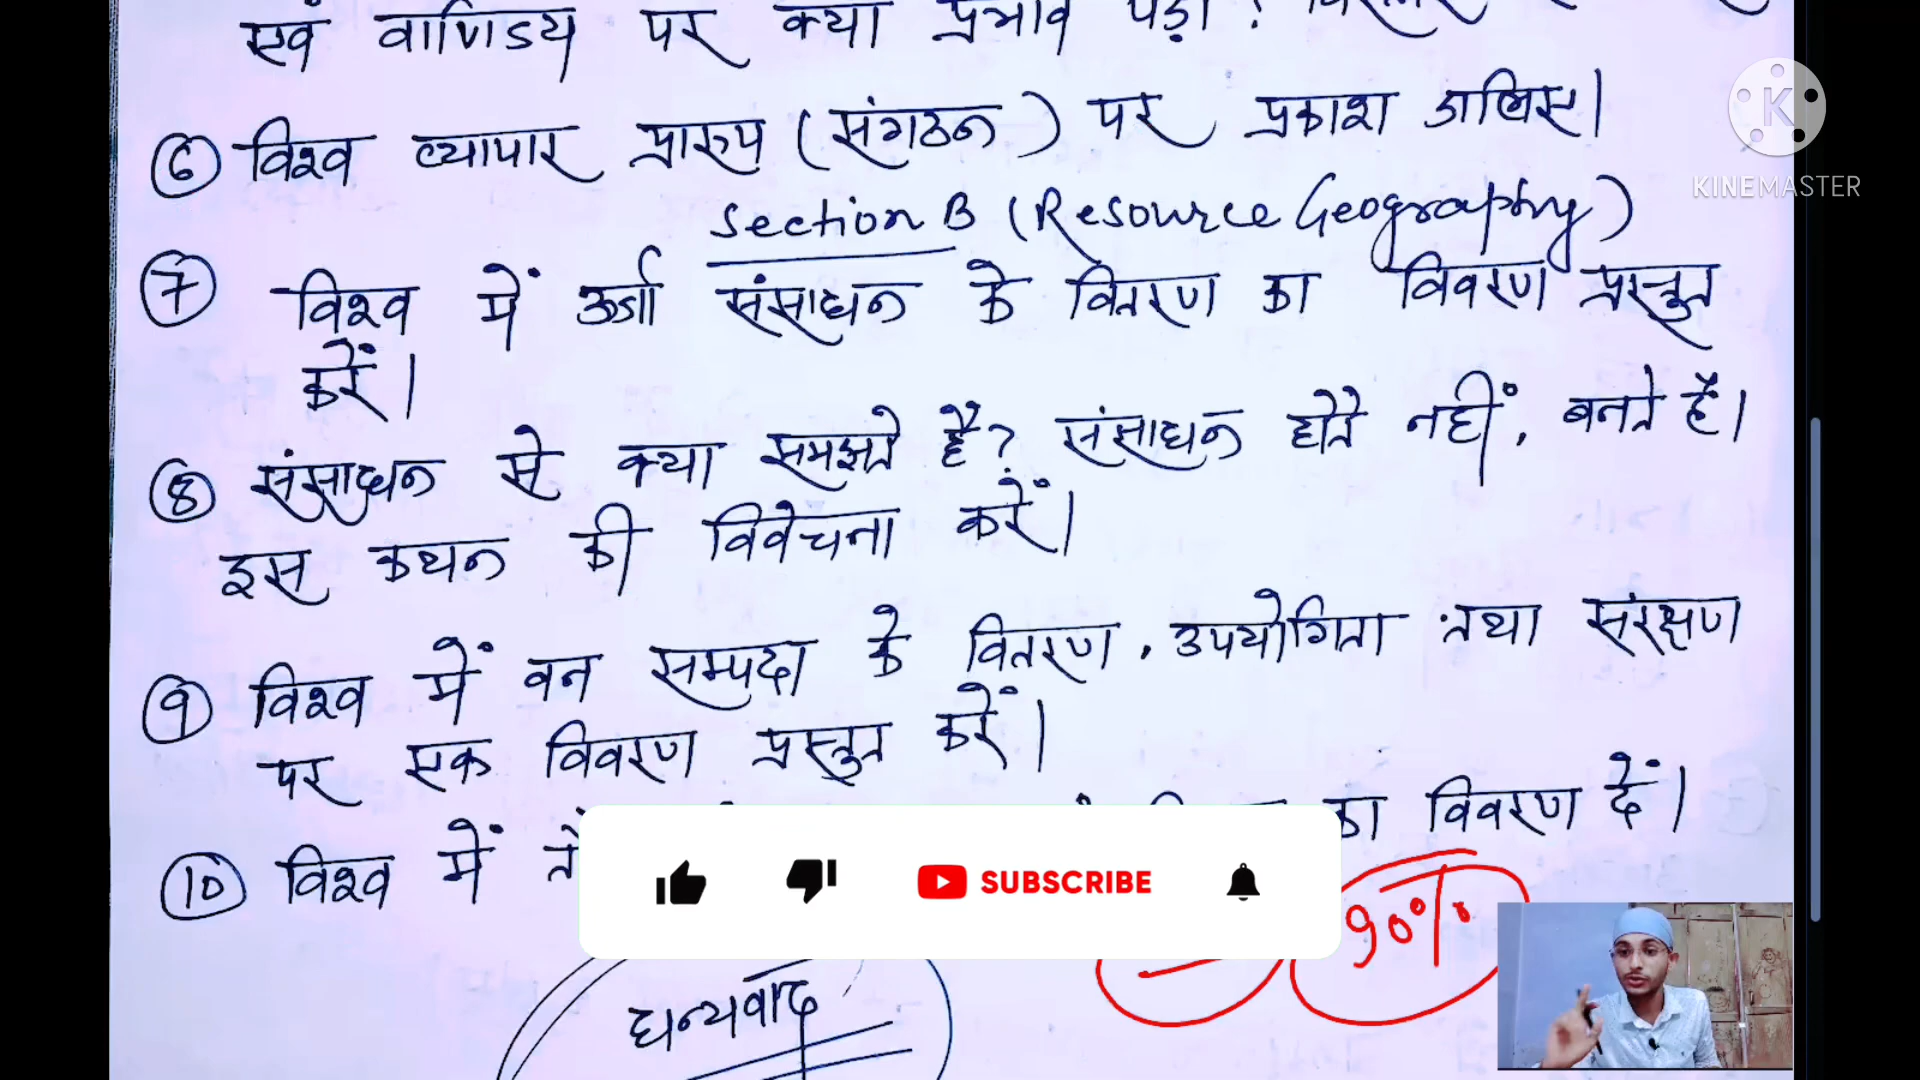 एवं वाणिज्य पर क्या प्रभाव पड़ा?
⑥ विश्व व्यापार प्रारुप (संगठन) पर प्रकाश डालिए।
Section B (Resource Geography)
⑦ विश्व में ऊर्जा संसाधन के वितरण का विवरण प्रस्तुत
करें।
⑧ संसाधन से क्या समझते है? संसाधन होते नहीं, बनते हैं।
इस कथन की विवेचना करें।
⑨ विश्व में वन सम्पदा के वितरण, उपयोगिता तथा संरक्षण
पर एक विवरण प्रस्तुत करें।
⑩ विश्व में का विवरण दें।
SUBSCRIBE
90%
धन्यवाद
K
KINEMASTER